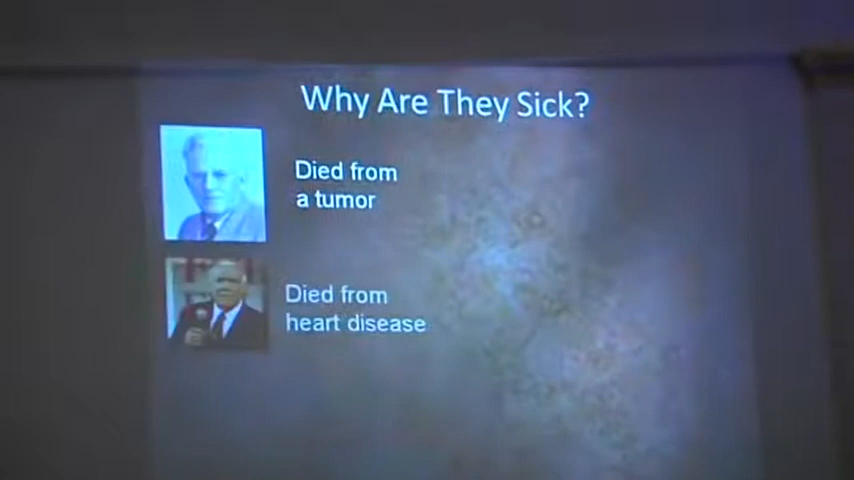 Why Are They Sick?
Died from
a tumor
Died from
heart disease